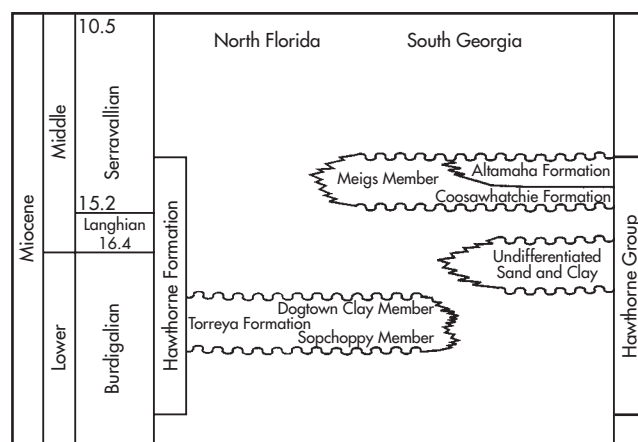 10.5
North Florida
South Georgia
Miocene
Middle
Serravallian
15.2
Langhian
16.4
Lower
Burdigalian
Hawthorne Formation
Meigs Member
Altamaha Formation
Coosawhatchie Formation
Undifferentiated
Sand and Clay
Dogtown Clay Member
Torreya Formation
Sopchoppy Member
Hawthorne Group